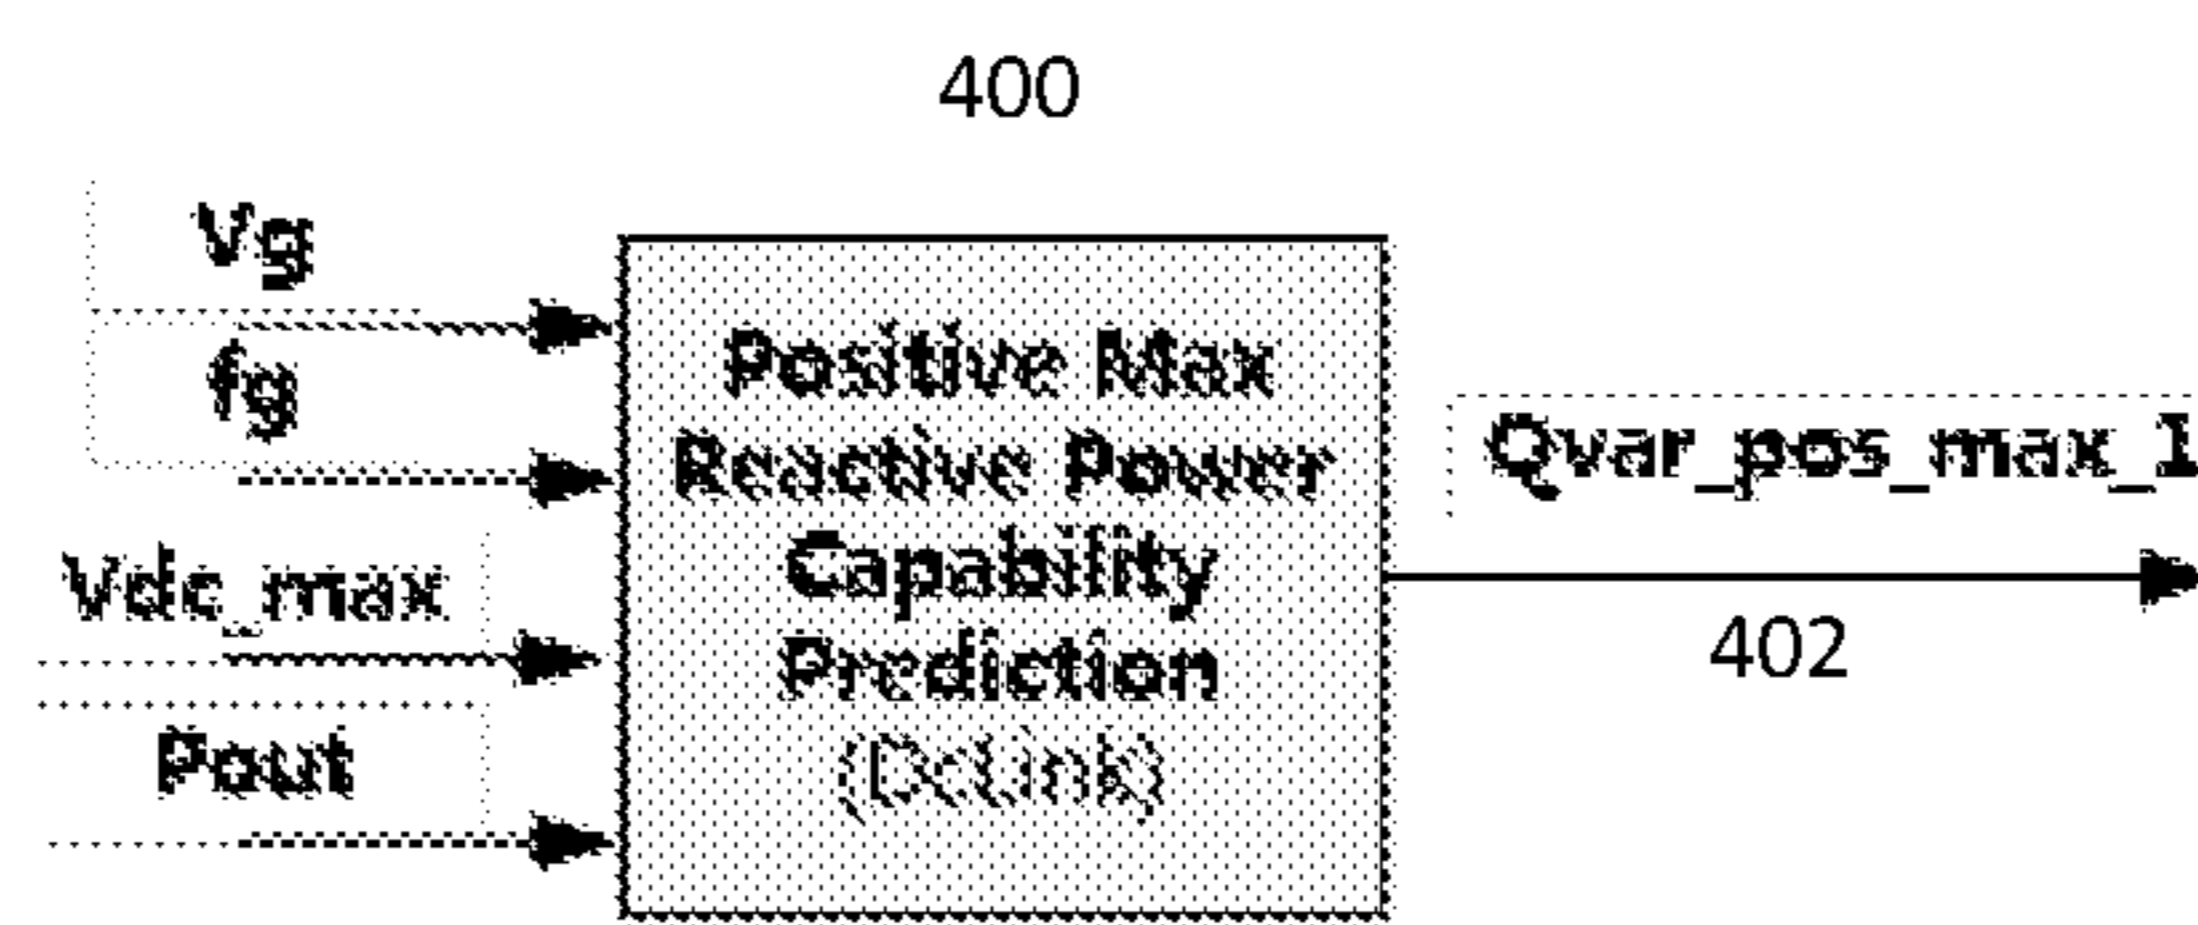 400
Vg
fg
Vdc_max
Pout
Positive Max
Reactive Power
Capability
Prediction
(DcLink)
Qvar_pos_max_1
402